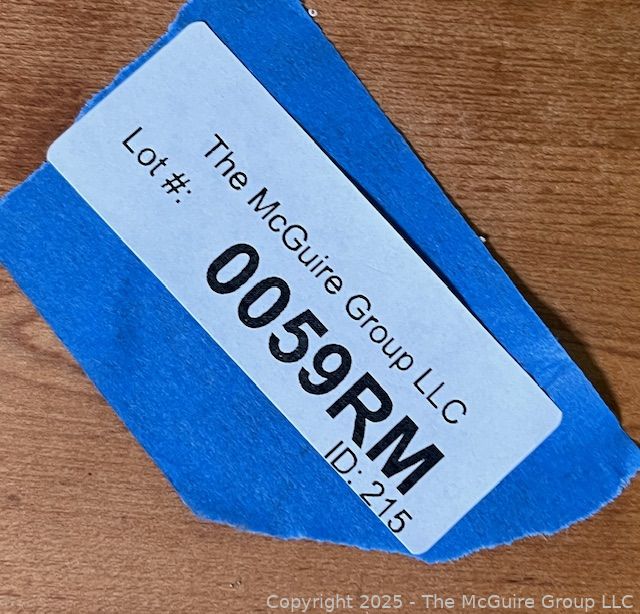 The McGuire Group LLC
Lot #:
0059RM
ID: 215
Copyright 2025 - The McGuire Group LLC